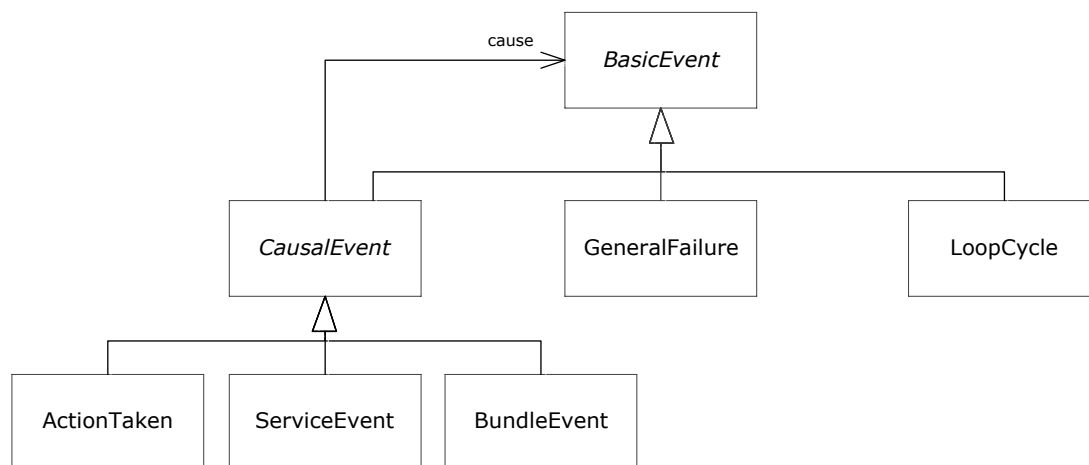 cause
BasicEvent
CausalEvent
GeneralFailure
LoopCycle
ActionTaken
ServiceEvent
BundleEvent